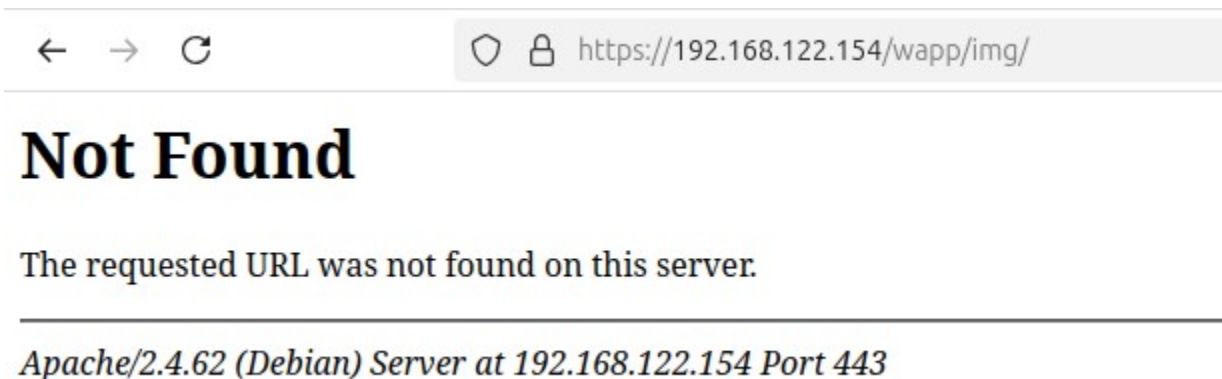 https://192.168.122.154/wapp/img/
Not Found
The requested URL was not found on this server.
Apache/2.4.62 (Debian) Server at 192.168.122.154 Port 443